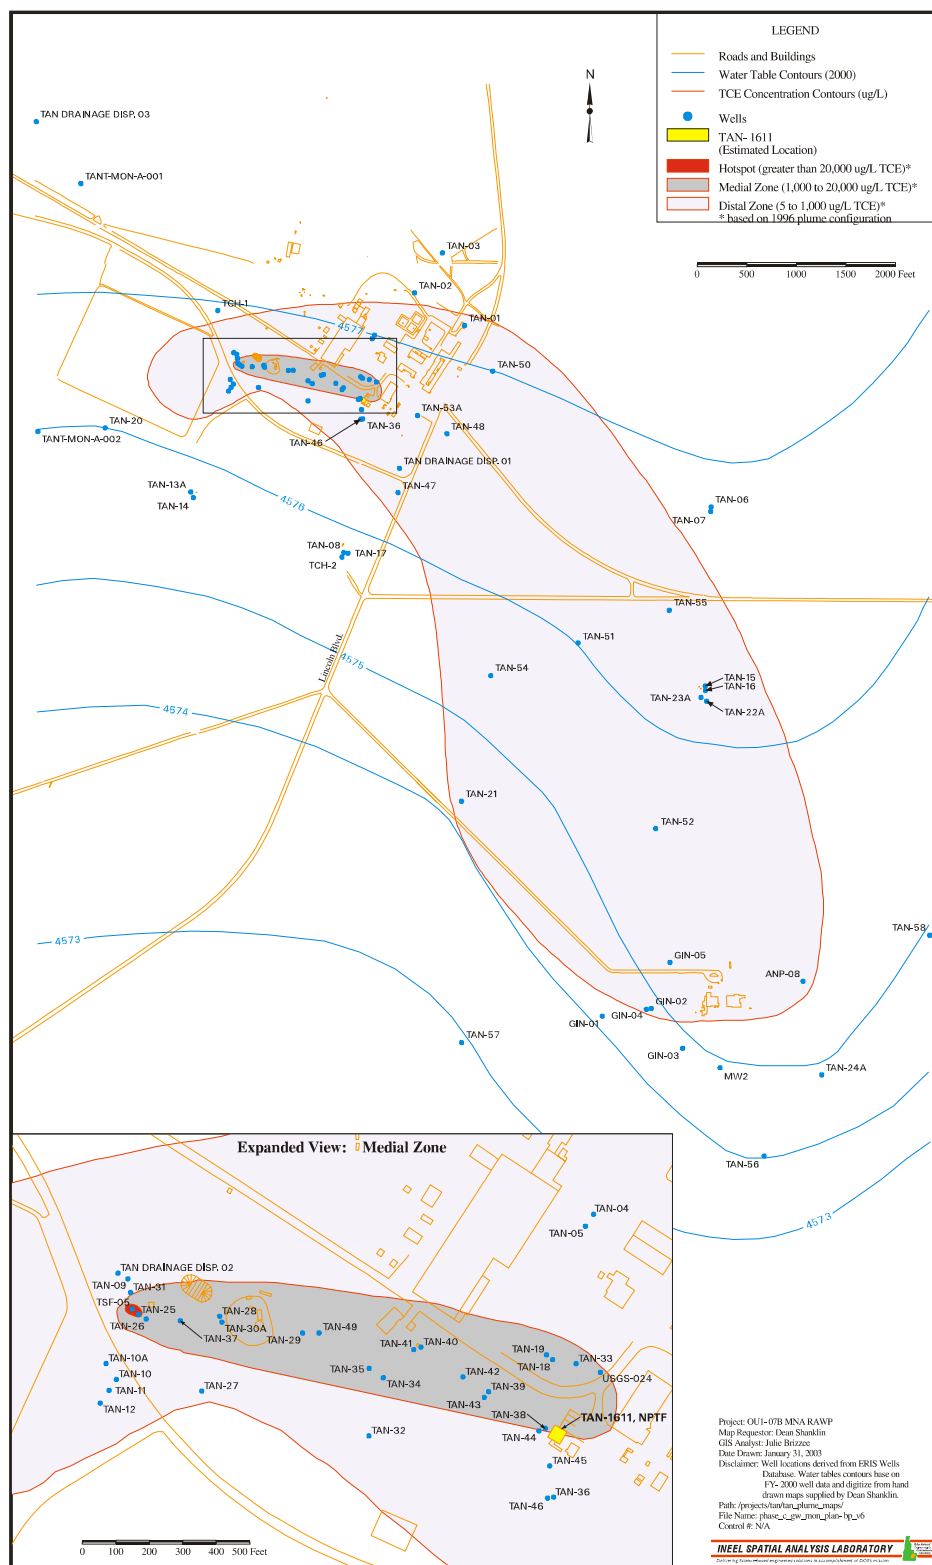 LEGEND
Roads and Buildings
Water Table Contours (2000)
TCE Concentration Contours (ug/L)
Wells
TAN- 1611
(Estimated Location)
Hotspot (greater than 20,000 ug/L TCE)*
Medial Zone (1,000 to 20,000 ug/L TCE)*
Distal Zone (5 to 1,000 ug/L TCE)*
* based on 1996 plume configuration
N
0 500 1000 1500 2000 Feet
TAN DRAINAGE DISP. 03
TANT-MON-A-001
TAN-03
TAN-02
TCH-1
4577
TAN-01
TAN-50
TAN-53A
TAN-20
TAN-36
TANT-MON-A-002
TAN-46
TAN-48
TAN DRAINAGE DISP. 01
TAN-13A
TAN-47
TAN-14
4576
TAN-06
TAN-07
TAN-08
TAN-17
TCH-2
TAN-55
Lincoln Blvd.
TAN-51
4575
TAN-54
TAN-15
TAN-16
TAN-23A
TAN-22A
4574
TAN-21
TAN-52
TAN-58
4573
GIN-05
ANP-08
GIN-02
GIN-04
GIN-01
TAN-57
GIN-03
MW2
TAN-24A
TAN-56
4573
Expanded View: Medial Zone
TAN-04
TAN-05
TAN DRAINAGE DISP. 02
TAN-09
TAN-31
TSF-05
TAN-25
TAN-28
TAN-26
TAN-30A
TAN-37
TAN-29
TAN-49
TAN-41
TAN-40
TAN-19
TAN-18
TAN-33
TAN-10A
TAN-35
TAN-42
USGS-024
TAN-10
TAN-34
TAN-11
TAN-27
TAN-39
TAN-43
TAN-12
TAN-38
TAN-1611, NPTF
TAN-32
TAN-44
TAN-45
TAN-36
TAN-46
0 100 200 300 400 500 Feet
Project: OU1- 07B MNA RAWP
Map Requestor: Dean Shanklin
GIS Analyst: Julie Brizzee
Date Drawn: January 31, 2003
Disclaimer: Well locations derived from ERIS Wells
Database. Water tables contours base on
FY- 2000 well data and digitize from hand
drawn maps supplied by Dean Shanklin.
Path: /projects/tan/tan_plume_maps/
File Name: phase_c_gw_mon_plan- bp_v6
Control #: N/A
INEEL SPATIAL ANALYSIS LABORATORY